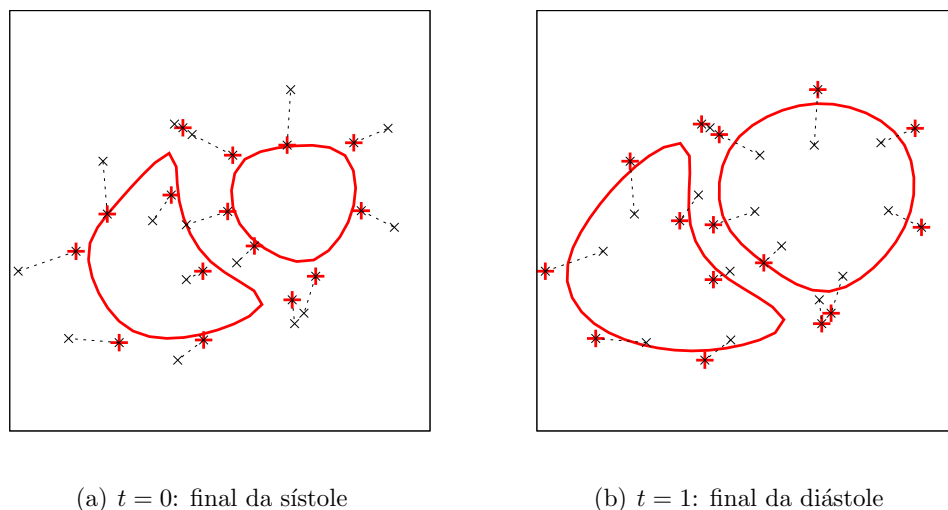 (a) t = 0: final da sístole
(b) t = 1: final da diástole